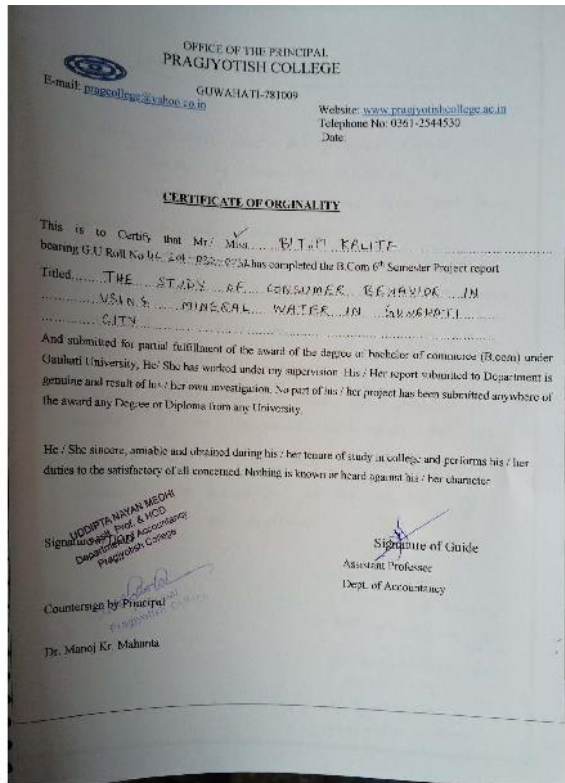 OFFICE OF THE PRINCIPAL
PRAGJYOTISH COLLEGE
E-mail: pragcollege@yahoo.co.in
GUWAHATI-781009
Website: www.pragjyotishcollege.ac.in
Telephone No: 0361-2544530
Date:
CERTIFICATE OF ORGINALITY
This is to Certify that Mr./ Miss..... KALITA
bearing G.U Roll No has completed the B.Com 6th Semester Project report
Titled....... THE STUDY OF CONSUMER BEHAVIOR IN
USING MINERAL WATER IN GUWAHATI
CITY
And submitted for partial fulfillment of the award of the degree of bachelor of commerce (B.com) under
Gauhati University, He/ She has worked under my supervision. His / Her report submitted to Department is
genuine and result of his / her own investigation. No part of his / her project has been submitted anywhere of
the award any Degree or Diploma from any University.
He / She sincere, amiable and obtained during his / her tenure of study in college and performs his / her
duties to the satisfactory of all concerned. Nothing is known or heard against his / her character
UDDIPTA NAYAN MEDHI
Asstt. Prof. & HOD
Department of Accountancy
Pragjyotish College
Signature
Signature of Guide
Assistant Professor
Dept. of Accountancy
Countersign by Principal
Dr. Manoj Kr. Mahanta